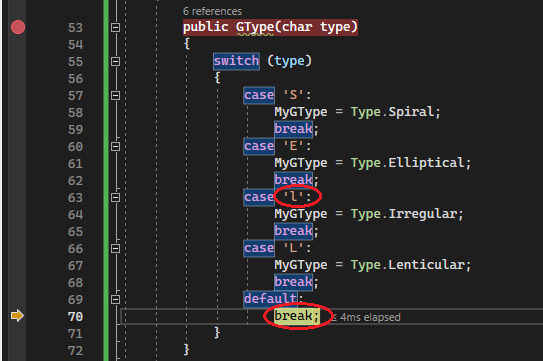 6 references
53 public GType(char type)
54 {
55 switch (type)
56 {
57 case 'S':
58 MyGType = Type.Spiral;
59 break;
60 case 'E':
61 MyGType = Type.Elliptical;
62 break;
63 case 'l':
64 MyGType = Type.Irregular;
65 break;
66 case 'L':
67 MyGType = Type.Lenticular;
68 break;
69 default:
70 break; ≤ 4ms elapsed
71 }
72 }